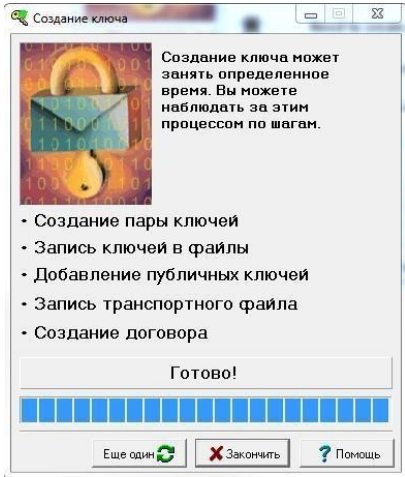 Создание ключа
Создание ключа может
занять определенное
время. Вы можете
наблюдать за этим
процессом по шагам.
• Создание пары ключей
• Запись ключей в файлы
• Добавление публичных ключей
• Запись транспортного файла
• Создание договора
Готово!
Еще один
Закончить
? Помощь